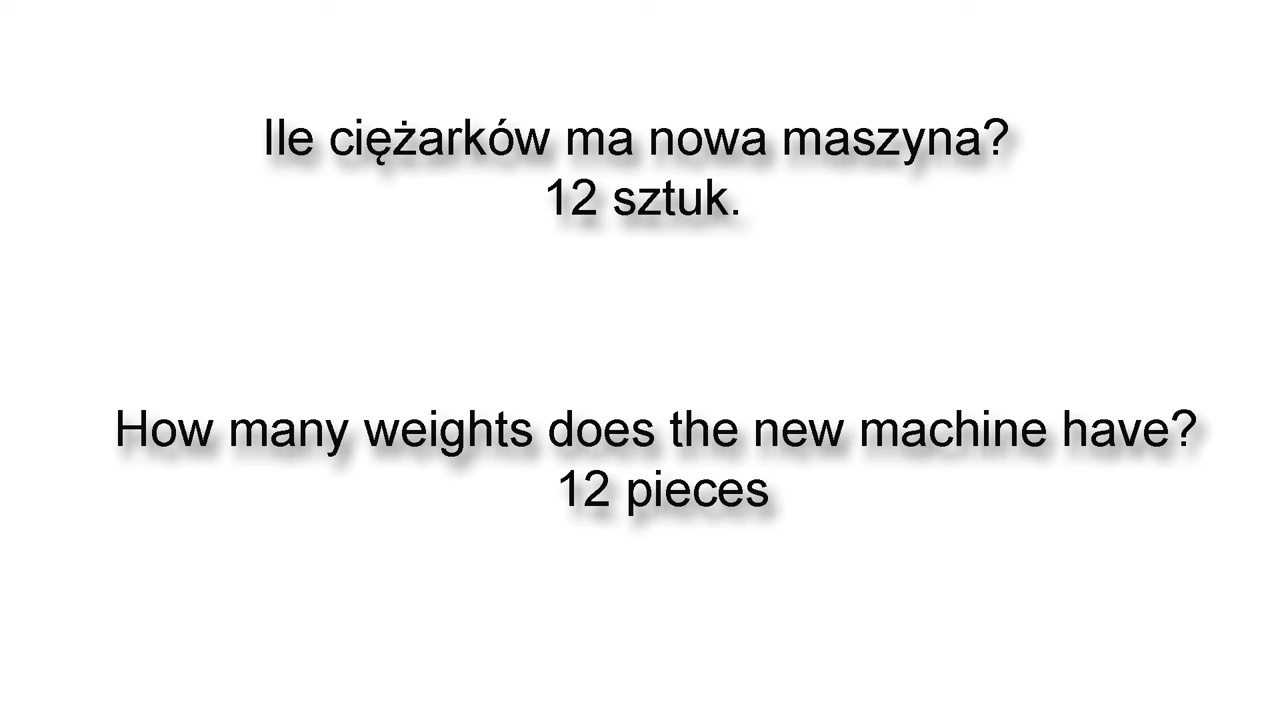 Ile ciężarków ma nowa maszyna?
12 sztuk.
How many weights does the new machine have?
12 pieces